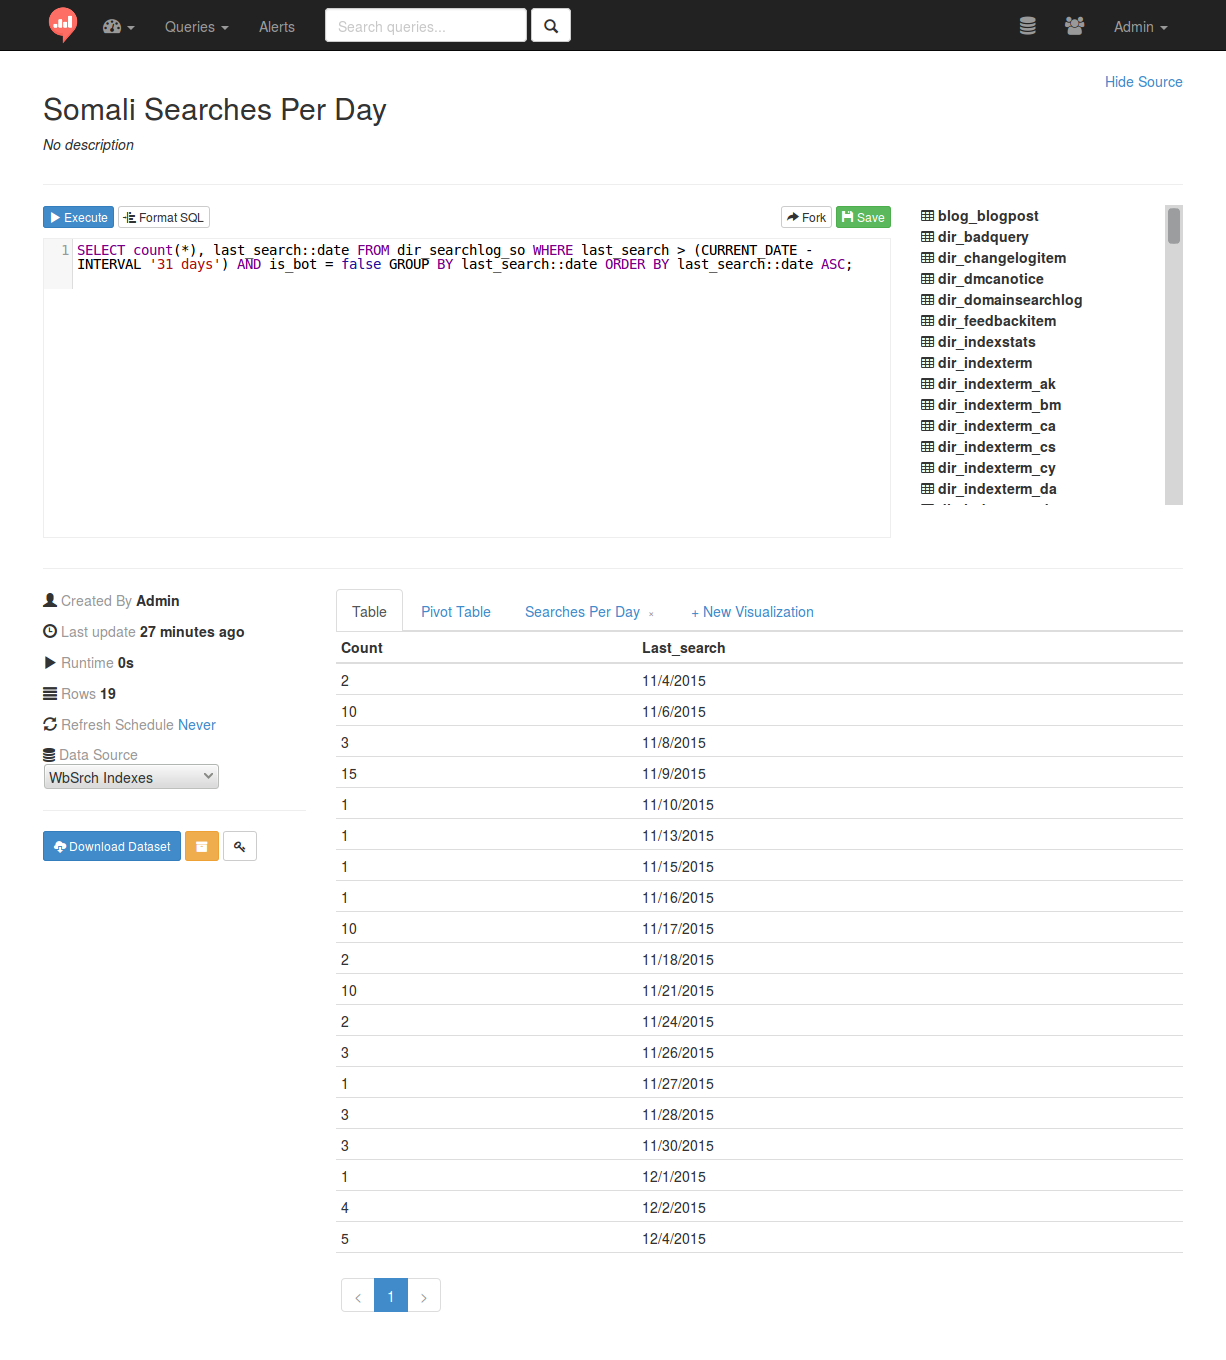 Queries
Alerts
Search queries...
Admin
Hide Source
Somali Searches Per Day
No description
Execute
Format SQL
Fork
Save
1 SELECT count(*), last_search::date FROM dir_searchlog_so WHERE last_search > (CURRENT_DATE -
INTERVAL '31 days') AND is_bot = false GROUP BY last_search::date ORDER BY last_search::date ASC;
blog_blogpost
dir_badquery
dir_changelogitem
dir_dmcanotice
dir_domainsearchlog
dir_feedbackitem
dir_indexstats
dir_indexterm
dir_indexterm_ak
dir_indexterm_bm
dir_indexterm_ca
dir_indexterm_cs
dir_indexterm_cy
dir_indexterm_da
Created By Admin
Last update 27 minutes ago
Runtime 0s
Rows 19
Refresh Schedule Never
Data Source
WbSrch Indexes
Download Dataset
Table
Pivot Table
Searches Per Day ×
+ New Visualization
Count Last_search
2 11/4/2015
10 11/6/2015
3 11/8/2015
15 11/9/2015
1 11/10/2015
1 11/13/2015
1 11/15/2015
1 11/16/2015
10 11/17/2015
2 11/18/2015
10 11/21/2015
2 11/24/2015
3 11/26/2015
1 11/27/2015
3 11/28/2015
3 11/30/2015
1 12/1/2015
4 12/2/2015
5 12/4/2015
< 1 >